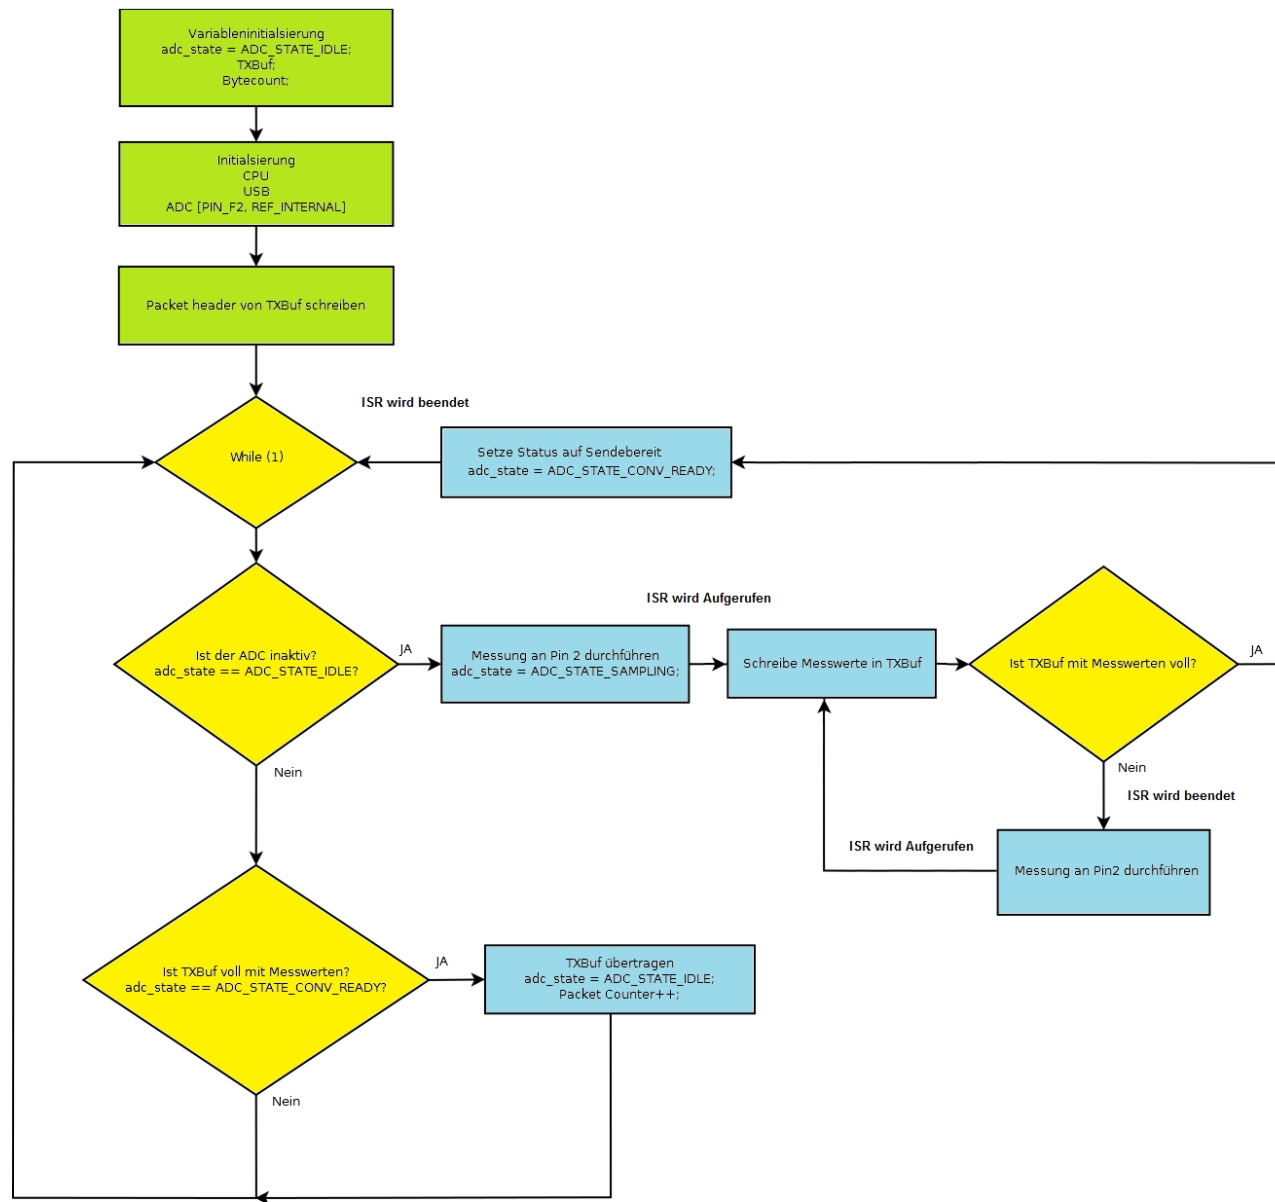 Variableninitialisierung
adc_state = ADC_STATE_IDLE;
TXBuf;
Bytecount;
Initialsierung
CPU
USB
ADC [PIN_F2, REF_INTERNAL]
Packet header von TXBuf schreiben
ISR wird beendet
While (1)
Setze Status auf Sendebereit
adc_state = ADC_STATE_CONV_READY;
ISR wird Aufgerufen
Ist der ADC inaktiv?
adc_state == ADC_STATE_IDLE?
JA
Messung an Pin 2 durchführen
adc_state = ADC_STATE_SAMPLING;
Schreibe Messwerte in TXBuf
Ist TXBuf mit Messwerten voll?
JA
Nein
Nein
ISR wird beendet
ISR wird Aufgerufen
Messung an Pin2 durchführen
Ist TXBuf voll mit Messwerten?
adc_state == ADC_STATE_CONV_READY?
JA
TXBuf übertragen
adc_state = ADC_STATE_IDLE;
Packet Counter++;
Nein